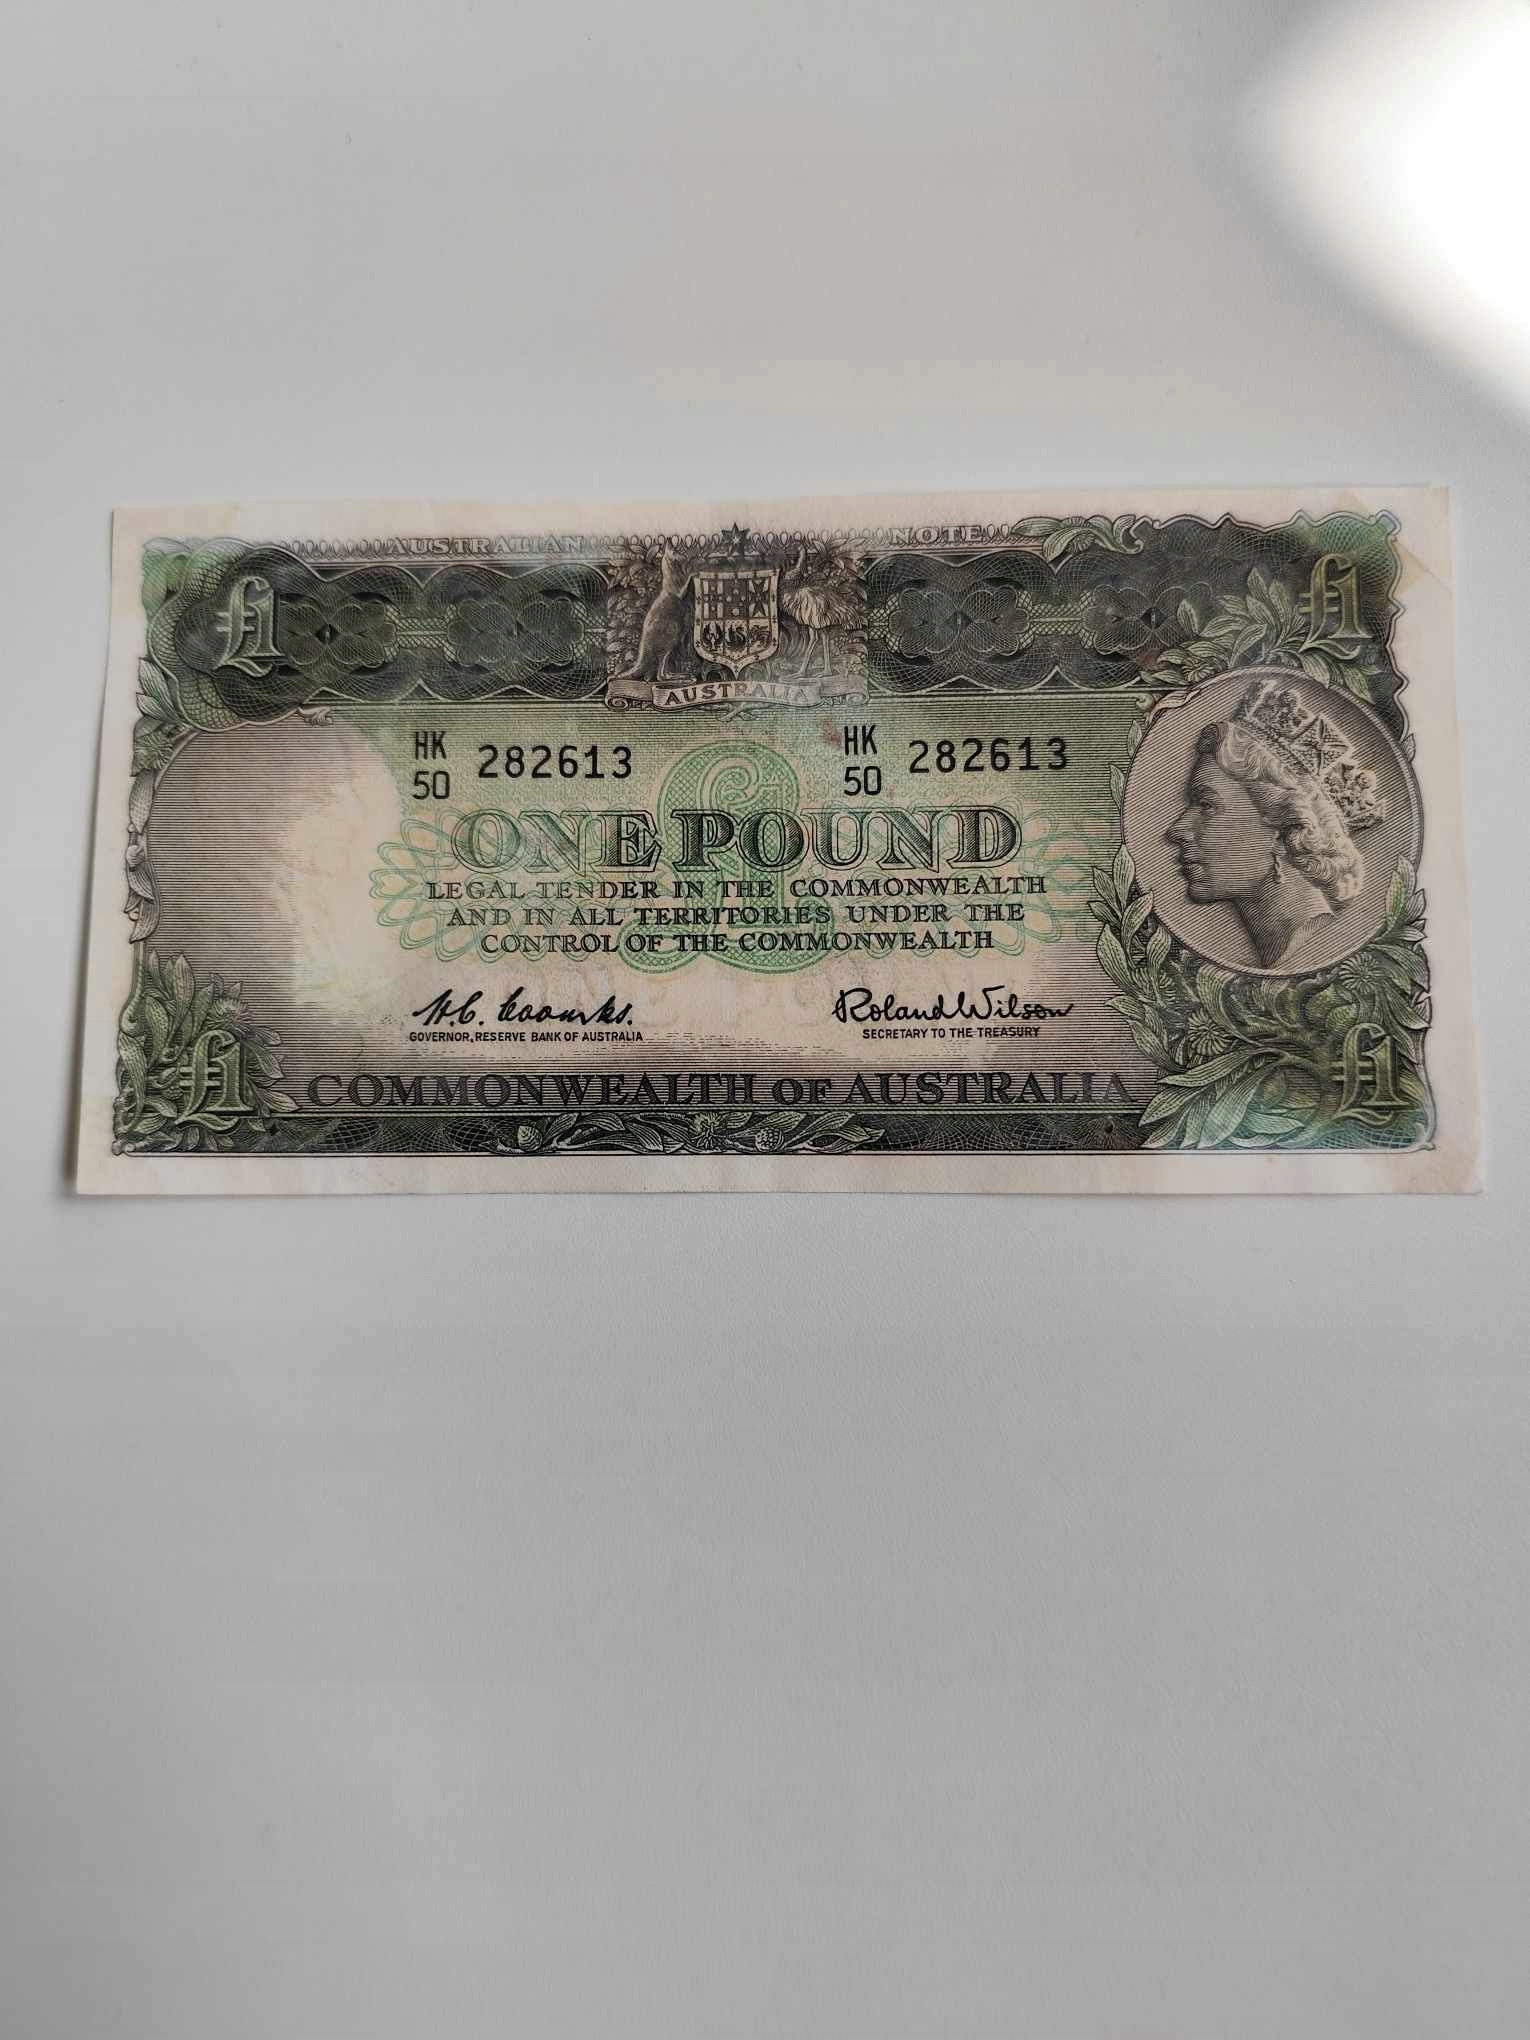 AUSTRALIAN NOTE
£1 £1
AUSTRALIA
HK 50 282613 HK 50 282613
£
ONE POUND
LEGAL TENDER IN THE COMMONWEALTH
AND IN ALL TERRITORIES UNDER THE
CONTROL OF THE COMMONWEALTH
H.C. Coombs. Roland Wilson
GOVERNOR, RESERVE BANK OF AUSTRALIA SECRETARY TO THE TREASURY
£1 £1
COMMONWEALTH OF AUSTRALIA